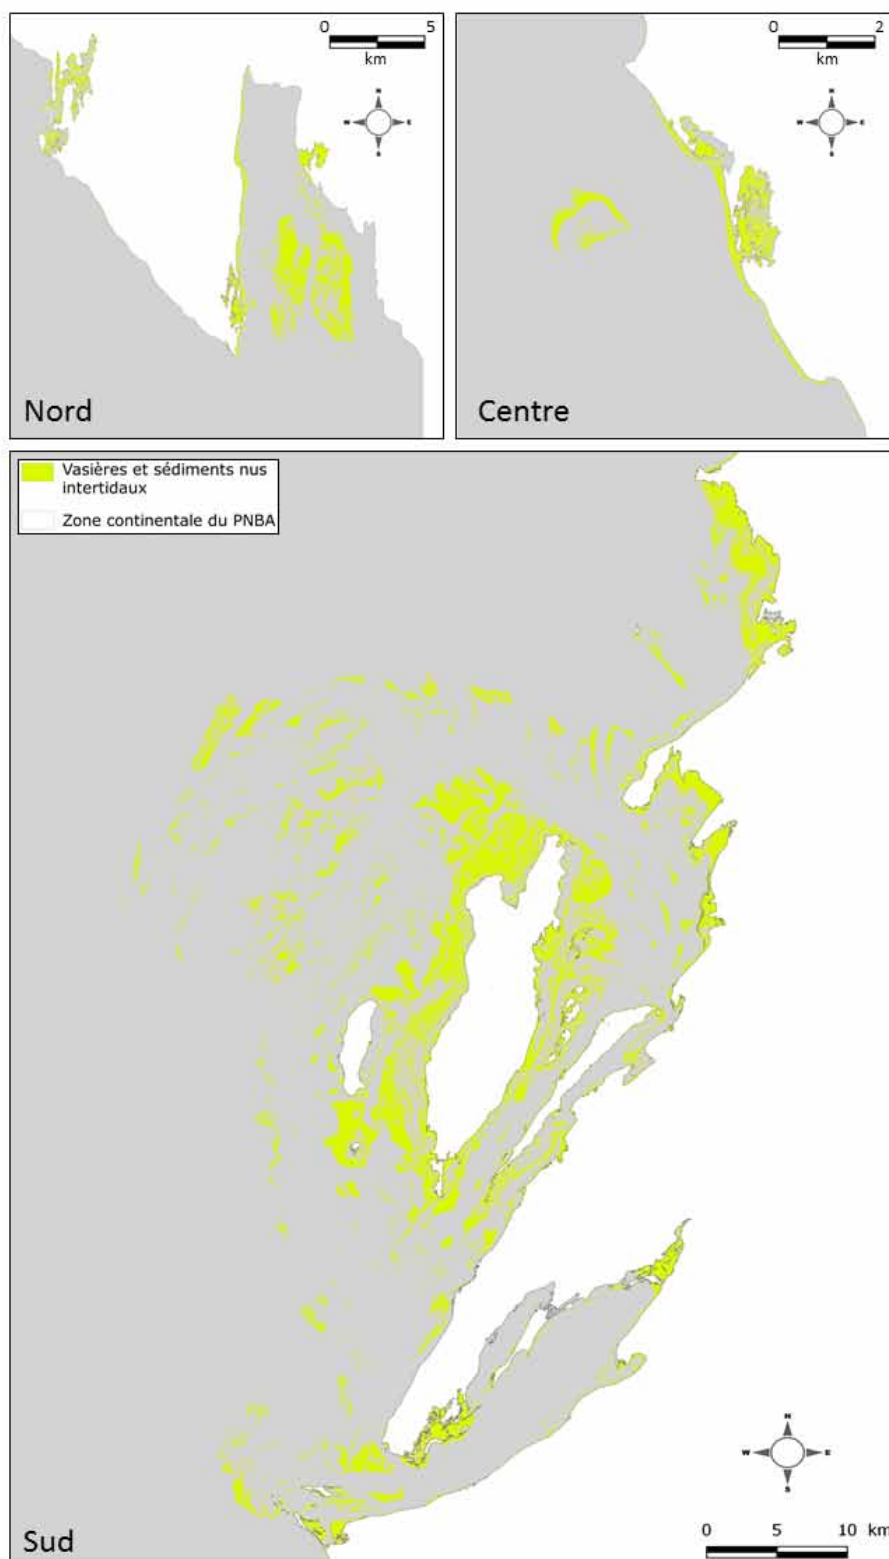 0 5
km
N
W E
S
Nord
0 2
km
N
W E
S
Centre
Vasières et sédiments nus
intertidaux
Zone continentale du PNBA
N
W E
S
Sud
0 5 10 km